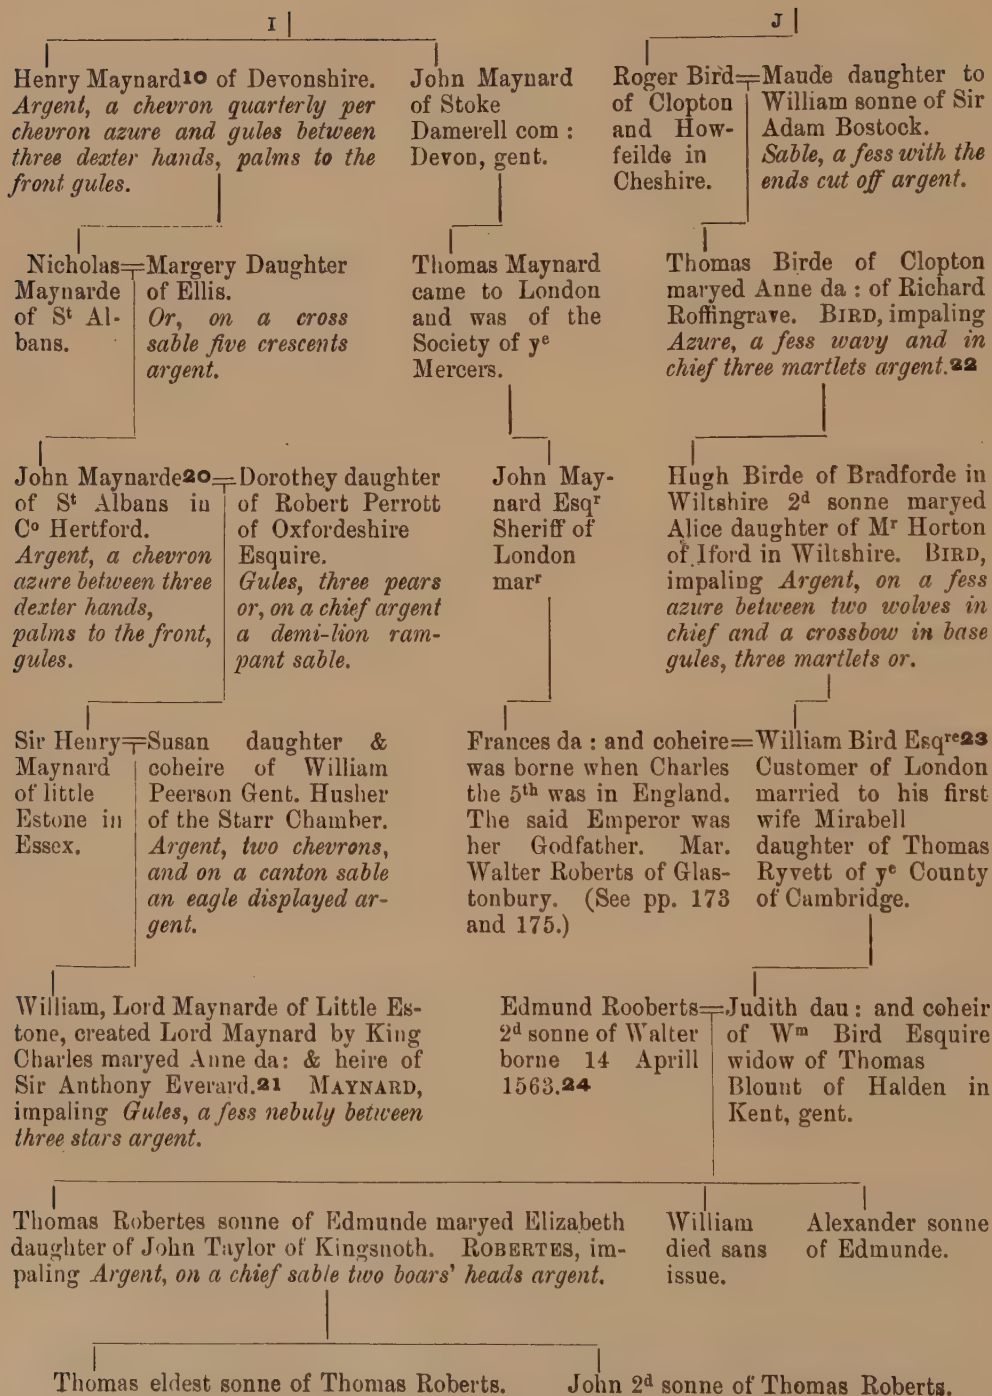 I
J
Henry Maynard10 of Devonshire.
Argent, a chevron quarterly per
chevron azure and gules between
three dexter hands, palms to the
front gules.
John Maynard
of Stoke
Damerell com :
Devon, gent.
Roger Bird
of Clopton
and How-
feilde in
Cheshire.
Maude daughter to
William sonne of Sir
Adam Bostock.
Sable, a fess with the
ends cut off argent.
Nicholas
Maynarde
of St Al-
bans.
Margery Daughter
of Ellis.
Or, on a cross
sable five crescents
argent.
Thomas Maynard
came to London
and was of the
Society of ye
Mercers.
Thomas Birde of Clopton
maryed Anne da : of Richard
Roffingrave. BIRD, impaling
Azure, a fess wavy and in
chief three martlets argent.22
John Maynarde20
of St Albans in
Co Hertford.
Argent, a chevron
azure between three
dexter hands,
palms to the front,
gules.
Dorothey daughter
of Robert Perrott
of Oxfordeshire
Esquire.
Gules, three pears
or, on a chief argent
a demi-lion ram-
pant sable.
John May-
nard Esqr
Sheriff of
London
marr
Hugh Birde of Bradforde in
Wiltshire 2d sonne maryed
Alice daughter of Mr Horton
of Iford in Wiltshire. BIRD,
impaling Argent, on a fess
azure between two wolves in
chief and a crossbow in base
gules, three martlets or.
Sir Henry
Maynard
of little
Estone in
Essex.
Susan daughter &
coheire of William
Peerson Gent. Husher
of the Starr Chamber.
Argent, two chevrons,
and on a canton sable
an eagle displayed ar-
gent.
Frances da : and coheire
was borne when Charles
the 5th was in England.
The said Emperor was
her Godfather. Mar.
Walter Roberts of Glas-
tonbury. (See pp. 173
and 175.)
William Bird Esqre23
Customer of London
married to his first
wife Mirabell
daughter of Thomas
Ryvett of ye County
of Cambridge.
William, Lord Maynarde of Little Es-
tone, created Lord Maynard by King
Charles maryed Anne da: & heire of
Sir Anthony Everard.21 MAYNARD,
impaling Gules, a fess nebuly between
three stars argent.
Edmund Rooberts
2d sonne of Walter
borne 14 Aprill
1563.24
Judith dau : and coheir
of Wm Bird Esquire
widow of Thomas
Blount of Halden in
Kent, gent.
Thomas Robertes sonne of Edmunde maryed Elizabeth
daughter of John Taylor of Kingsnoth. ROBERTES, im-
paling Argent, on a chief sable two boars' heads argent.
William
died sans
issue.
Alexander sonne
of Edmunde.
Thomas eldest sonne of Thomas Roberts.
John 2d sonne of Thomas Roberts.